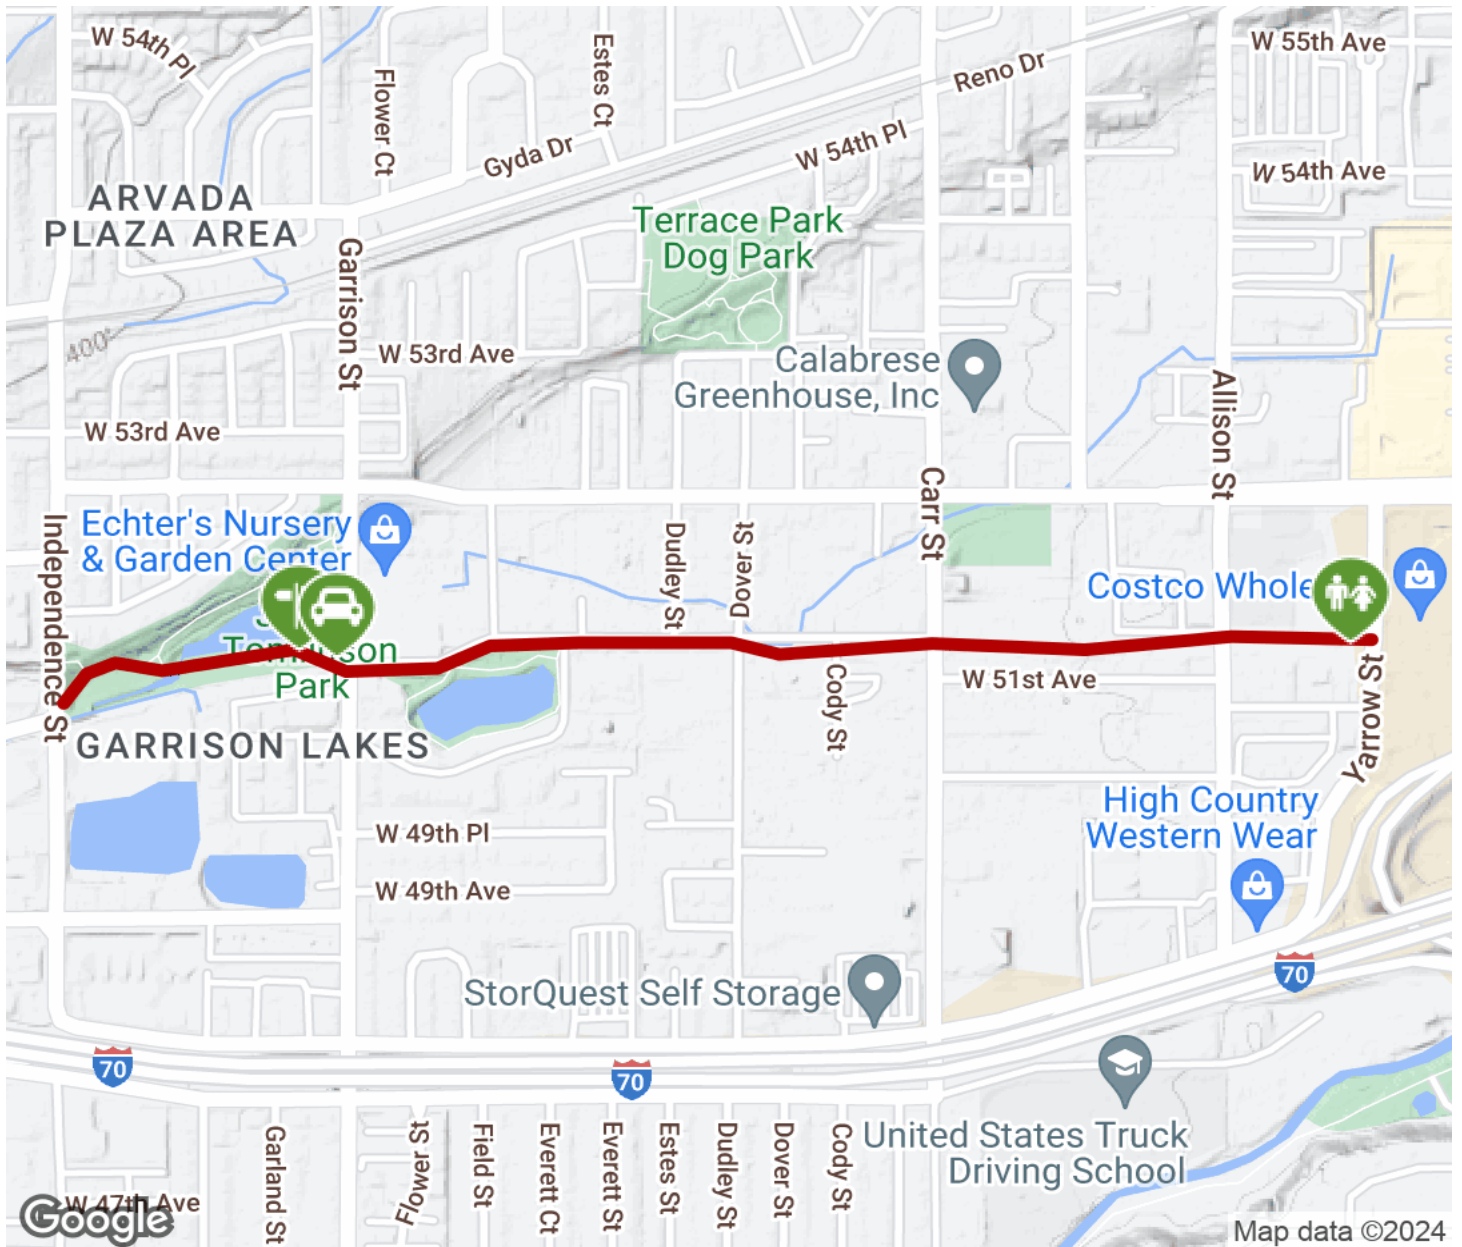 W 54th Pl
Flower Ct
Estes Ct
Reno Dr
W 55th Ave
Gyda Dr
W 54th Pl
W 54th Ave
ARVADA
PLAZA AREA
Terrace Park
Dog Park
Garrison St
400'
W 53rd Ave
Calabrese
Greenhouse, Inc
Allison St
W 53rd Ave
Carr St
Independence St
Echter's Nursery
& Garden Center
Dudley St
Dover St
Costco Whole
Park
W 51st Ave
Cody St
Yarrow St
GARRISON LAKES
High Country
Western Wear
W 49th Pl
W 49th Ave
StorQuest Self Storage
70
70
70
Garland St
Flower St
Field St
Everett Ct
Everett St
Estes St
Dudley St
Dover St
Cody St
United States Truck
Driving School
W 47th Ave
Google
Map data ©2024